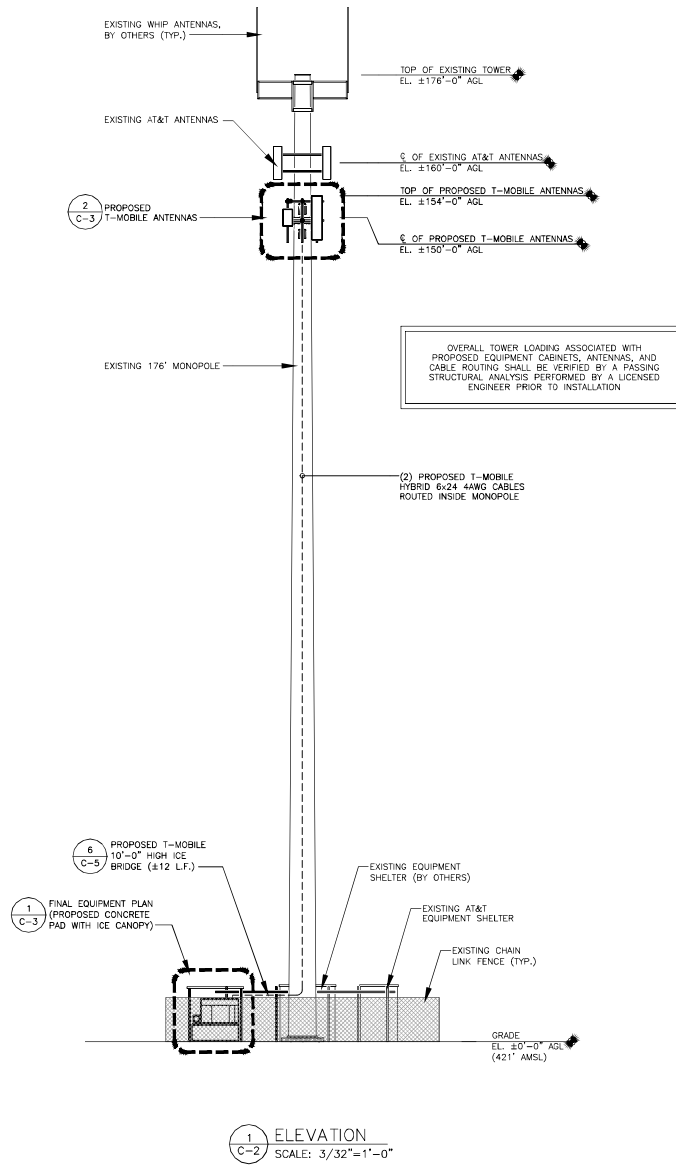 EXISTING WHIP ANTENNAS,
BY OTHERS (TYP.)
TOP OF EXISTING TOWER
EL. ±176'-0" AGL
EXISTING AT&T ANTENNAS
℄ OF EXISTING AT&T ANTENNAS
EL. ±160'-0" AGL
TOP OF PROPOSED T-MOBILE ANTENNAS
EL. ±154'-0" AGL
2
C-3
PROPOSED
T-MOBILE ANTENNAS
℄ OF PROPOSED T-MOBILE ANTENNAS
EL. ±150'-0" AGL
OVERALL TOWER LOADING ASSOCIATED WITH
PROPOSED EQUIPMENT CABINETS, ANTENNAS, AND
CABLE ROUTING SHALL BE VERIFIED BY A PASSING
STRUCTURAL ANALYSIS PERFORMED BY A LICENSED
ENGINEER PRIOR TO INSTALLATION
EXISTING 176' MONOPOLE
(2) PROPOSED T-MOBILE
HYBRID 6x24 4AWG CABLES
ROUTED INSIDE MONOPOLE
6
C-5
PROPOSED T-MOBILE
10'-0" HIGH ICE
BRIDGE (±12 L.F.)
EXISTING EQUIPMENT
SHELTER (BY OTHERS)
1
C-3
FINAL EQUIPMENT PLAN
(PROPOSED CONCRETE
PAD WITH ICE CANOPY)
EXISTING AT&T
EQUIPMENT SHELTER
EXISTING CHAIN
LINK FENCE (TYP.)
GRADE
EL. ±0'-0" AGL
(421' AMSL)
1
C-2
ELEVATION
SCALE: 3/32"=1'-0"